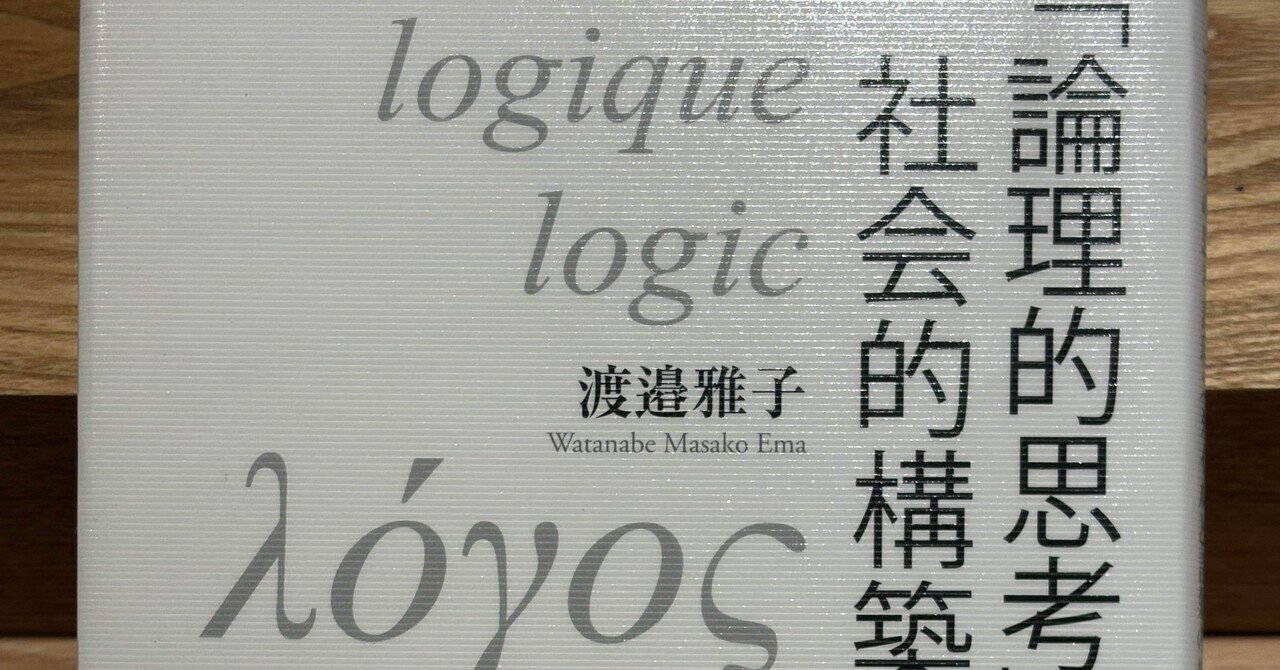 「論理的思考
社会的構築
logique
logic
渡邉雅子
Watanabe Masako Ema
λόγος